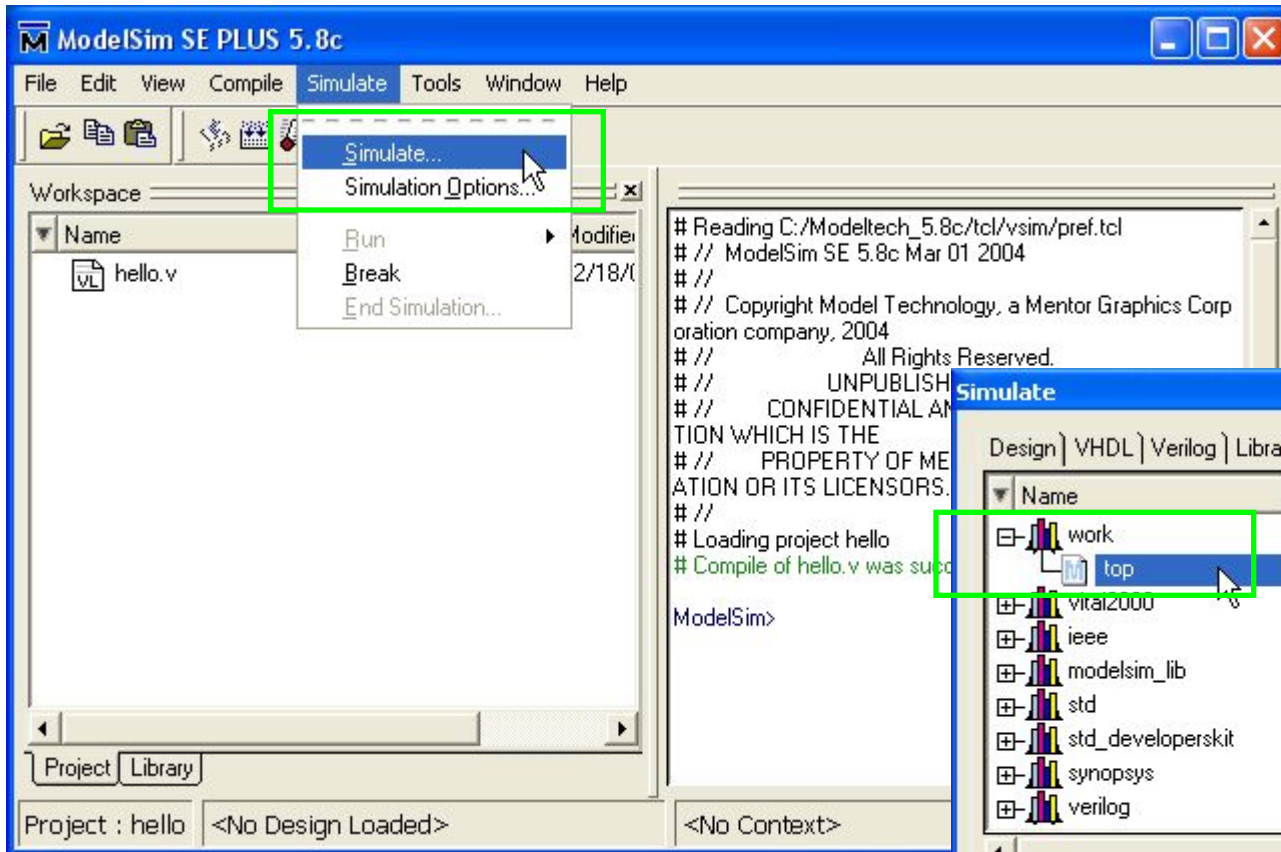 ModelSim SE PLUS 5.8c
File Edit View Compile Simulate Tools Window Help
Simulate...
Simulation Options...
Run
Break
End Simulation...
Workspace
Name Modified
hello.v 2/18/0
Project Library
# Reading C:/Modeltech_5.8c/tcl/vsim/pref.tcl
# // ModelSim SE 5.8c Mar 01 2004
# //
# // Copyright Model Technology, a Mentor Graphics Corp
oration company, 2004
# // All Rights Reserved.
# // UNPUBLISH
# // CONFIDENTIAL AN
TION WHICH IS THE
# // PROPERTY OF ME
ATION OR ITS LICENSORS.
# //
# Loading project hello
# Compile of hello.v was succ
ModelSim>
Simulate
Design VHDL Verilog Libra
Name
work
top
vital2000
ieee
modelsim_lib
std
std_developerskit
synopsys
verilog
Project : hello <No Design Loaded> <No Context>